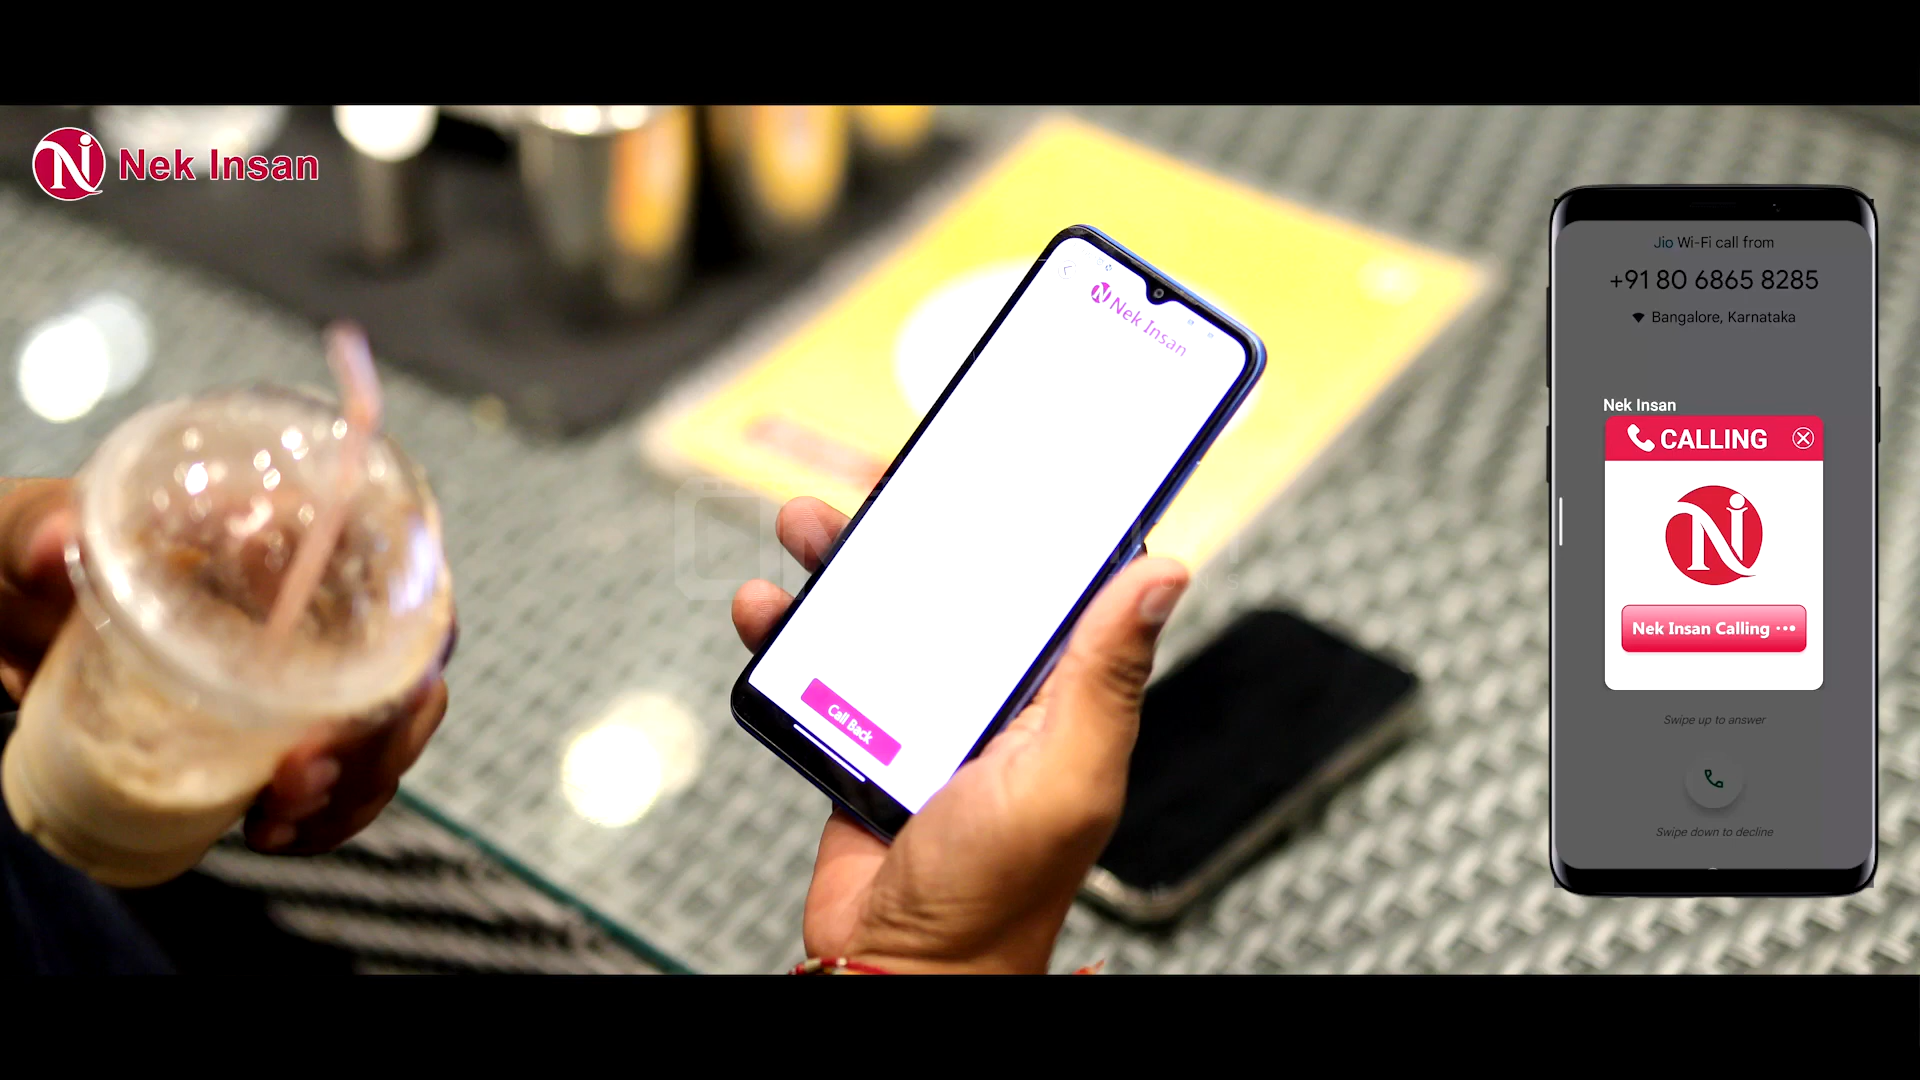 Nek Insan
Nek Insan
Call Back
Jio Wi-Fi call from
+91 80 6865 8285
Bangalore, Karnataka
Nek Insan
CALLING
Nek Insan Calling •••
Swipe up to answer
Swipe down to decline